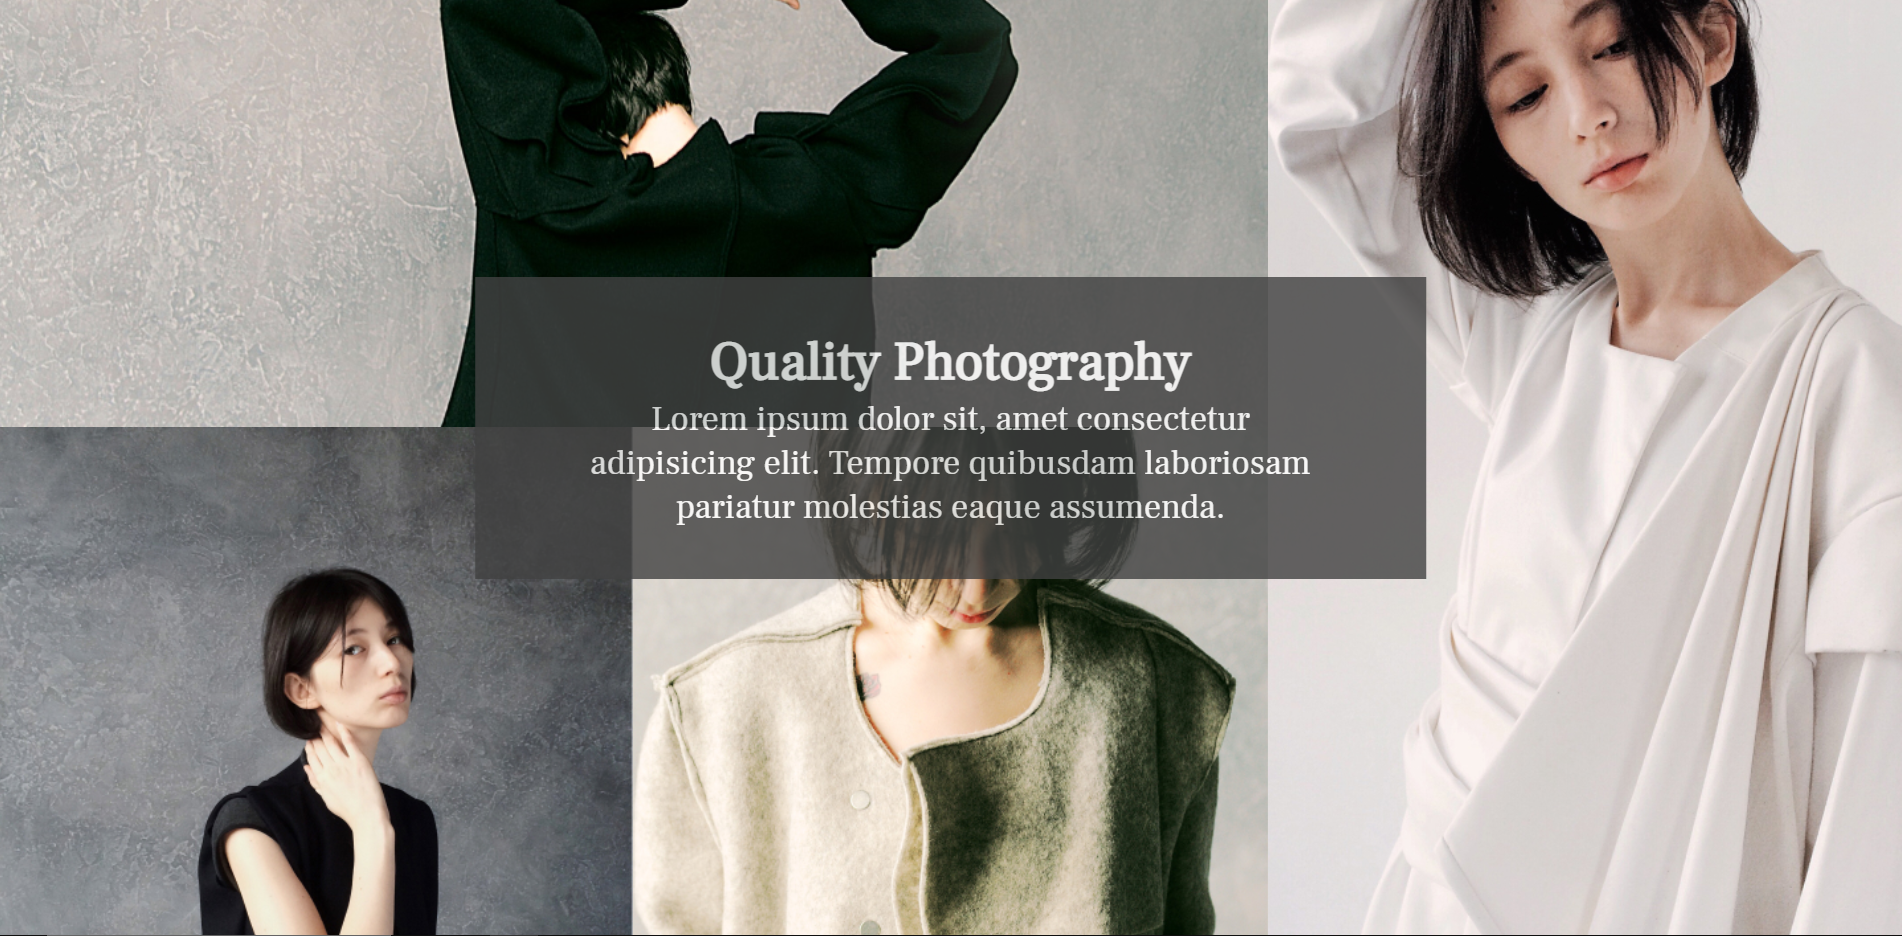 Quality Photography
Lorem ipsum dolor sit, amet consectetur
adipisicing elit. Tempore quibusdam laboriosam
pariatur molestias eaque assumenda.